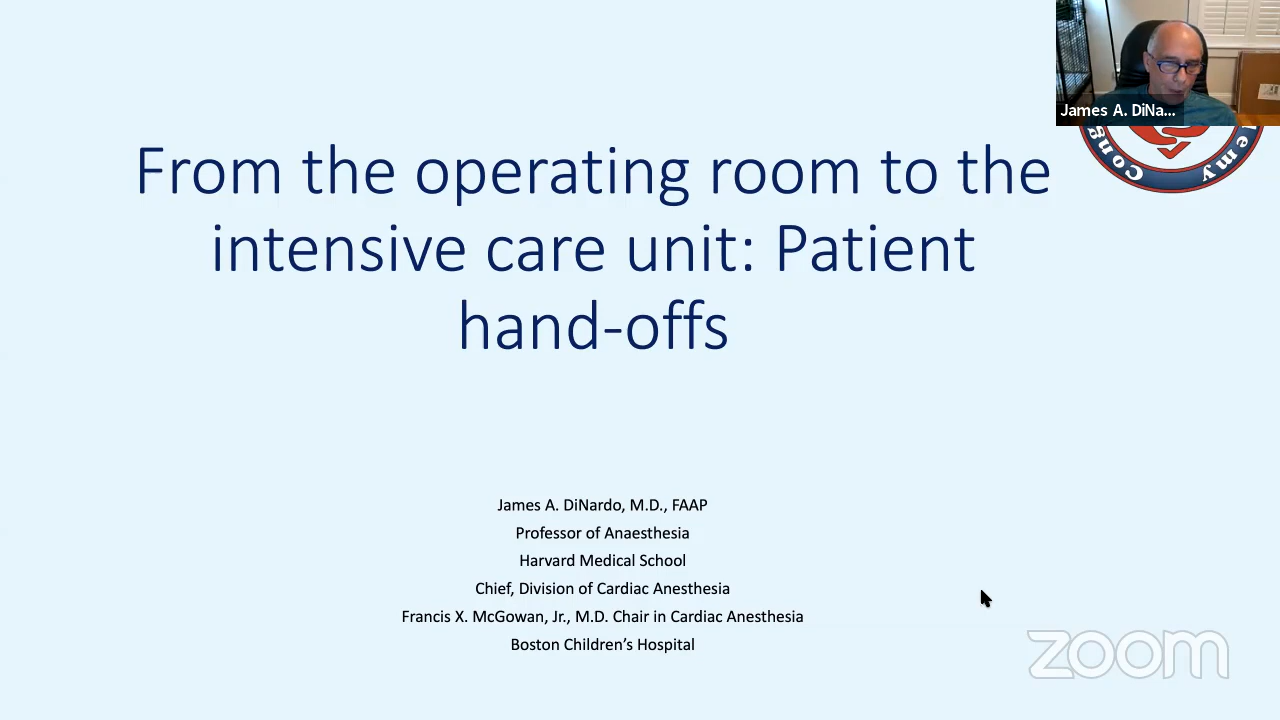 James A. DiNa...
Cong
emy
From the operating room to the
intensive care unit: Patient
hand-offs
James A. DiNardo, M.D., FAAP
Professor of Anaesthesia
Harvard Medical School
Chief, Division of Cardiac Anesthesia
Francis X. McGowan, Jr., M.D. Chair in Cardiac Anesthesia
Boston Children’s Hospital
zoom